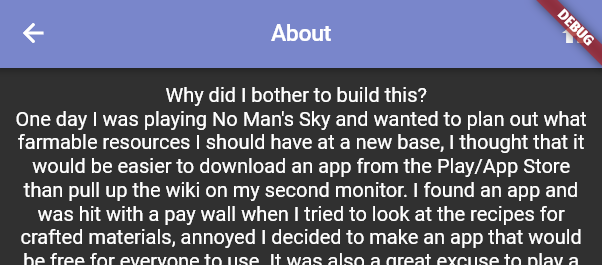 About
DEBUG
Why did I bother to build this?
One day I was playing No Man's Sky and wanted to plan out what
farmable resources I should have at a new base, I thought that it
would be easier to download an app from the Play/App Store
than pull up the wiki on my second monitor. I found an app and
was hit with a pay wall when I tried to look at the recipes for
crafted materials, annoyed I decided to make an app that would
be free for everyone to use. It was also a great excuse to play a